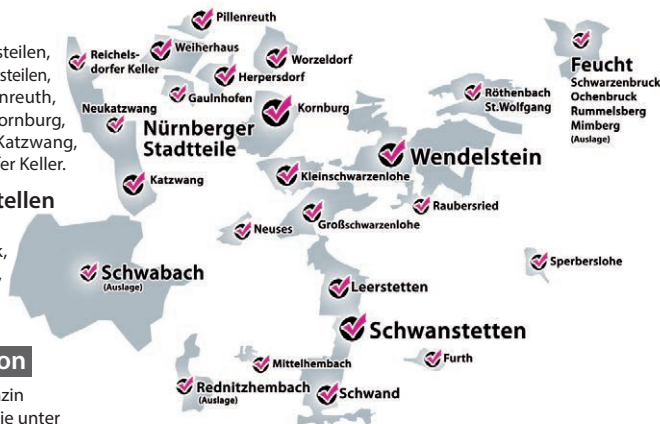 steilen,
steilen,
nreuth,
ornburg,
Katzwang,
fer Keller.
tellen
k,
on
zin
ie unter
Pillenreuth
Reichels-
dorfer Keller
Weiherhaus
Worzeldorf
Herpersdorf
Gaulnhofen
Neukatzwang
Kornburg
Nürnberger
Stadtteile
Katzwang
Kleinschwarzenlohe
Wendelstein
Röthenbach
St.Wolfgang
Feucht
Schwarzenbruck
Ochenbruck
Rummelsberg
Mimberg
(Auslage)
Raubersried
Großschwarzenlohe
Neuses
Sperberslohe
Schwabach
(Auslage)
Leerstetten
Schwanstetten
Mittelhembach
Furth
Rednitzhembach
(Auslage)
Schwand